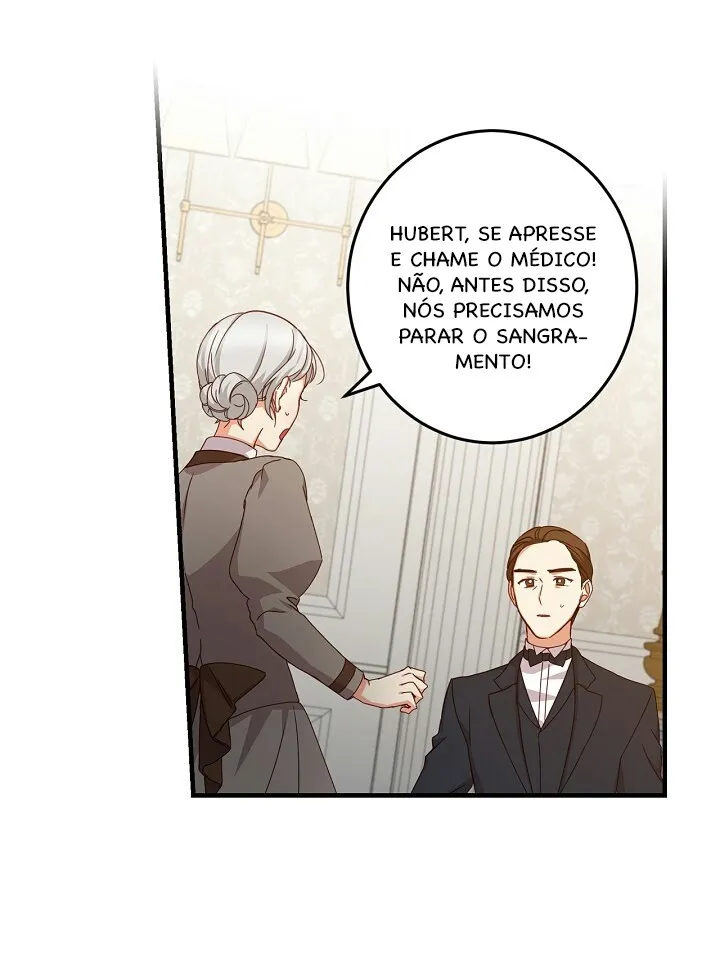 HUBERT, SE APRESSE
E CHAME O MÉDICO!
NÃO, ANTES DISSO,
NÓS PRECISAMOS
PARAR O SANGRA-
MENTO!